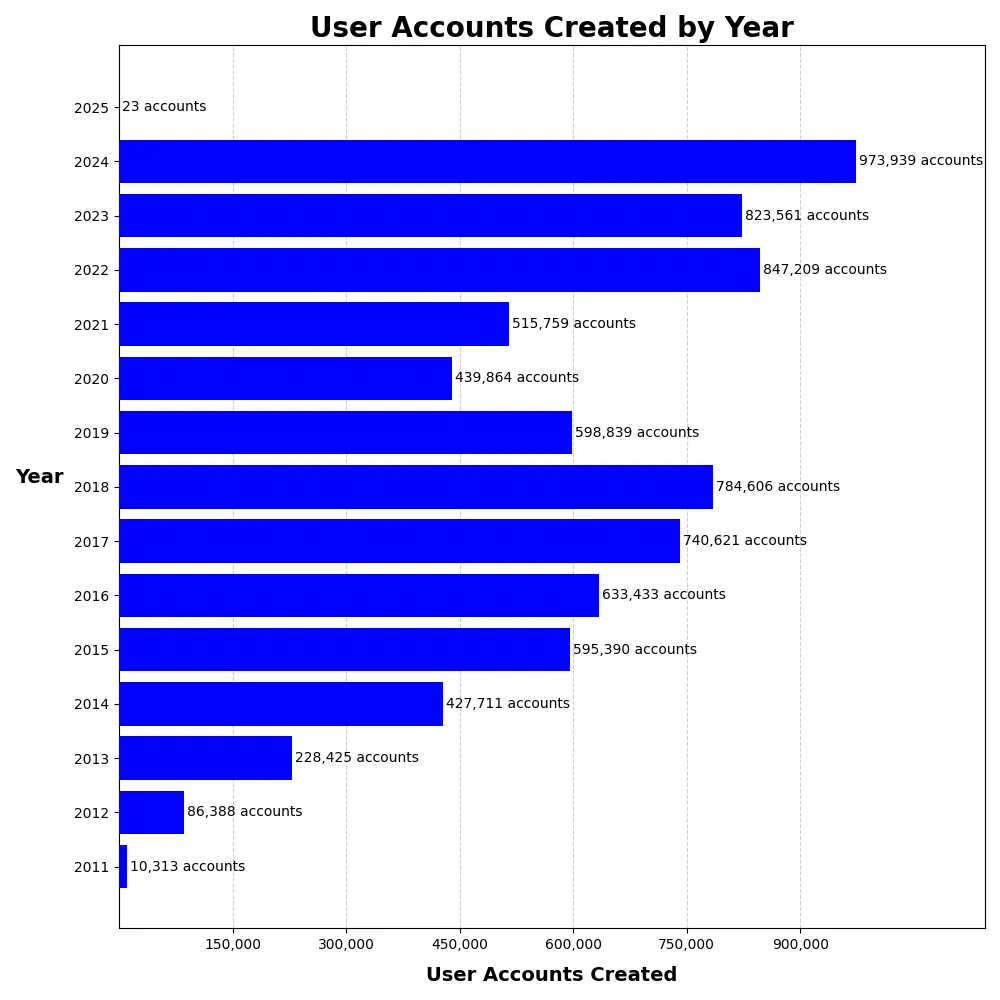 User Accounts Created by Year
2025 23 accounts
2024 973,939 accounts
2023 823,561 accounts
2022 847,209 accounts
2021 515,759 accounts
2020 439,864 accounts
2019 598,839 accounts
Year
2018 784,606 accounts
2017 740,621 accounts
2016 633,433 accounts
2015 595,390 accounts
2014 427,711 accounts
2013 228,425 accounts
2012 86,388 accounts
2011 10,313 accounts
150,000 300,000 450,000 600,000 750,000 900,000
User Accounts Created